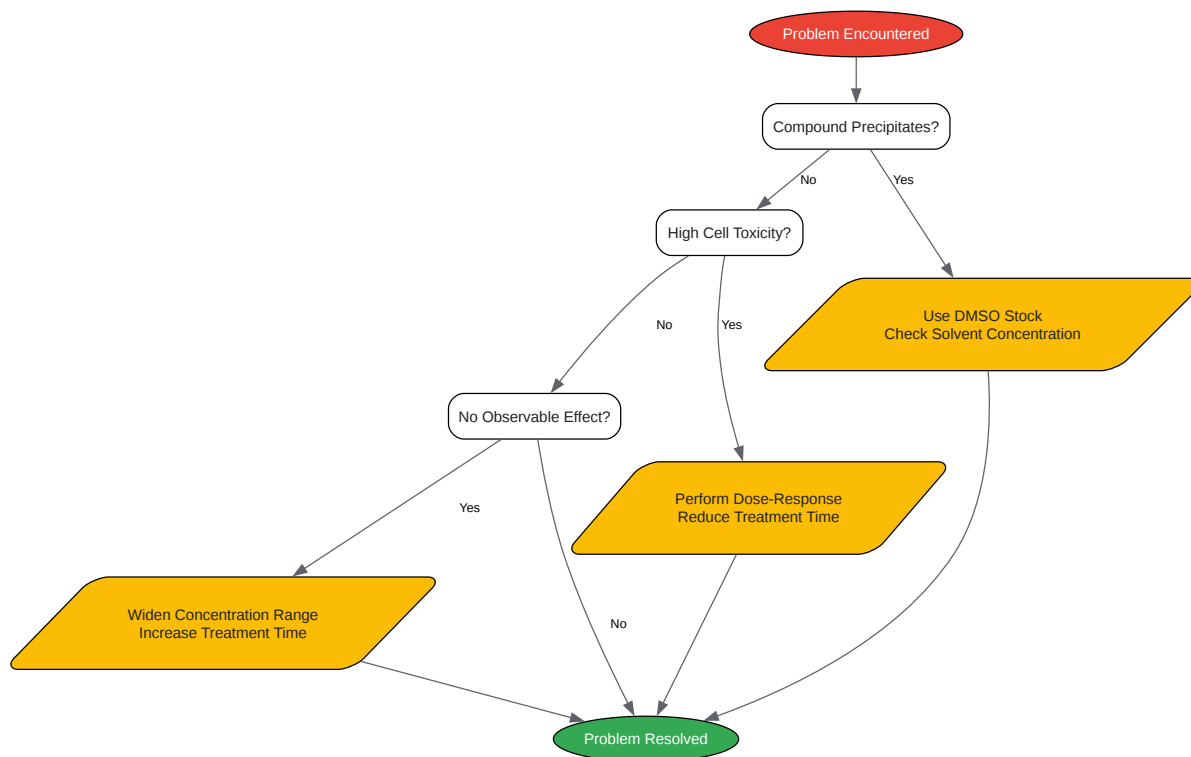 Problem Encountered
Compound Precipitates?
No
Yes
High Cell Toxicity?
Use DMSO Stock
Check Solvent Concentration
No
Yes
No Observable Effect?
Yes
Perform Dose-Response
Reduce Treatment Time
Widen Concentration Range
Increase Treatment Time
No
Problem Resolved